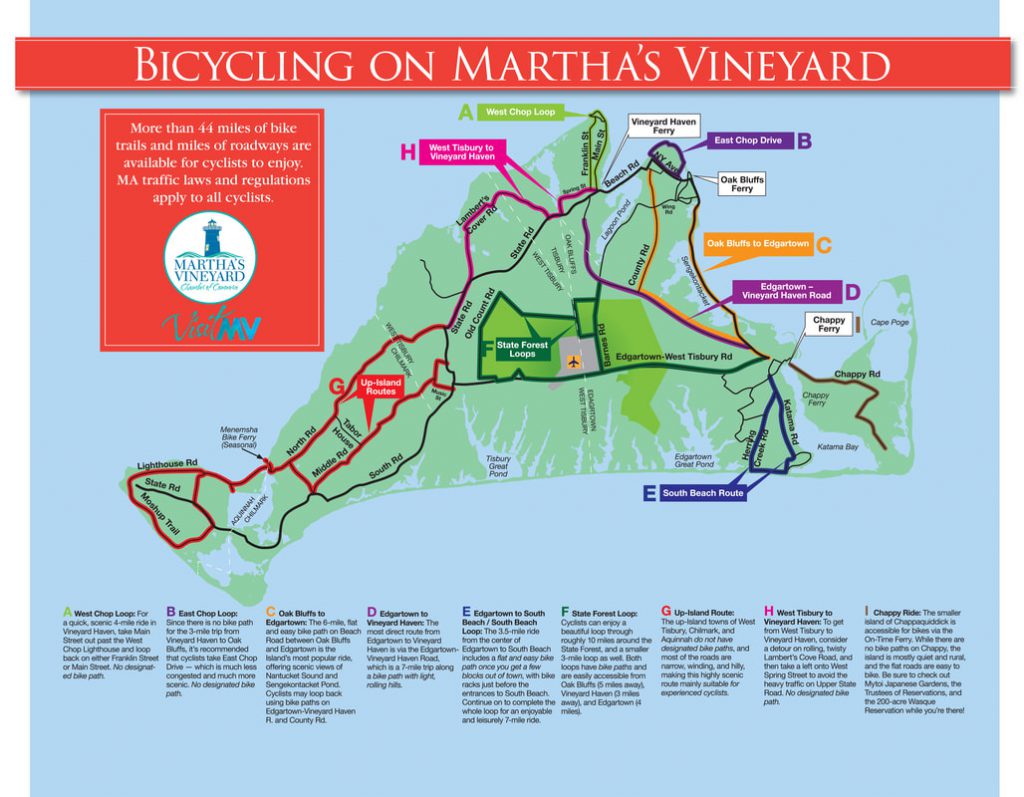 BICYCLING ON MARTHA'S VINEYARD
More than 44 miles of bike
trails and miles of roadways are
available for cyclists to enjoy.
MA traffic laws and regulations
apply to all cyclists.
MARTHA'S
VINEYARD
Chamber of Commerce
VisitMV
A West Chop Loop
Franklin St
Main St
Vineyard Haven
Ferry
East Chop Drive B
H West Tisbury to
Vineyard Haven
NY Ave
Beach Rd
Spring St
Oak Bluffs
Ferry
Lambert's
Cover Rd
Wing
Rd
Lagoon Pond
State Rd
OAK BLUFFS
TISBURY
WEST TISBURY
County Rd
Oak Bluffs to Edgartown C
Sengekontacket
Edgartown –
Vineyard Haven Road D
State Rd
Old Count Rd
Chappy
Ferry
I
Cape Poge
WEST TISBURY
CHILMARK
F State Forest
Loops
Barnes Rd
Edgartown-West Tisbury Rd
Chappy Rd
G Up-Island
Routes
Music
St
EDAGRTOWN
WEST TISBURY
Chappy
Ferry
Katama Rd
Menemsha
Bike Ferry
(Seasonal)
North Rd
Tabor
House
Middle Rd
South Rd
Herring
Creek Rd
Katama Bay
Lighthouse Rd
Tisbury
Great
Pond
Edgartown
Great Pond
State Rd
AQUINNAH
CHILMARK
Moshup Trail
E South Beach Route
A West Chop Loop: For
a quick, scenic 4-mile ride in
Vineyard Haven, take Main
Street out past the West
Chop Lighthouse and loop
back on either Franklin Street
or Main Street. No designat-
ed bike path.
B East Chop Loop:
Since there is no bike path
for the 3-mile trip from
Vineyard Haven to Oak
Bluffs, it's recommended
that cyclists take East Chop
Drive — which is much less
congested and much more
scenic. No designated bike
path.
C Oak Bluffs to
Edgartown: The 6-mile, flat
and easy bike path on Beach
Road between Oak Bluffs
and Edgartown is the
Island's most popular ride,
offering scenic views of
Nantucket Sound and
Sengekontacket Pond.
Cyclists may loop back
using bike paths on
Edgartown-Vineyard Haven
R. and County Rd.
D Edgartown to
Vineyard Haven: The
most direct route from
Edgartown to Vineyard
Haven is via the Edgartown-
Vineyard Haven Road,
which is a 7-mile trip along
a bike path with light,
rolling hills.
E Edgartown to South
Beach / South Beach
Loop: The 3.5-mile ride
from the center of
Edgartown to South Beach
includes a flat and easy bike
path once you get a few
blocks out of town, with bike
racks just before the
entrances to South Beach.
Continue on to complete the
whole loop for an enjoyable
and leisurely 7-mile ride.
F State Forest Loop:
Cyclists can enjoy a
beautiful loop through
roughly 10 miles around the
State Forest, and a smaller
3-mile loop as well. Both
loops have bike paths and
are easily accessible from
Oak Bluffs (5 miles away),
Vineyard Haven (3 miles
away), and Edgartown (4
miles).
G Up-Island Route:
The up-Island towns of West
Tisbury, Chilmark, and
Aquinnah do not have
designated bike paths, and
most of the roads are
narrow, winding, and hilly,
making this highly scenic
route mainly suitable for
experienced cyclists.
H West Tisbury to
Vineyard Haven: To get
from West Tisbury to
Vineyard Haven, consider
a detour on rolling, twisty
Lambert's Cove Road, and
then take a left onto West
Spring Street to avoid the
heavy traffic on Upper State
Road. No designated bike
path.
I Chappy Ride: The smaller
island of Chappaquiddick is
accessible for bikes via the
On-Time Ferry. While there are
no bike paths on Chappy, the
island is mostly quiet and rural,
and the flat roads are easy to
bike. Be sure to check out
Mytoi Japanese Gardens, the
Trustees of Reservations, and
the 200-acre Wasque
Reservation while you're there!